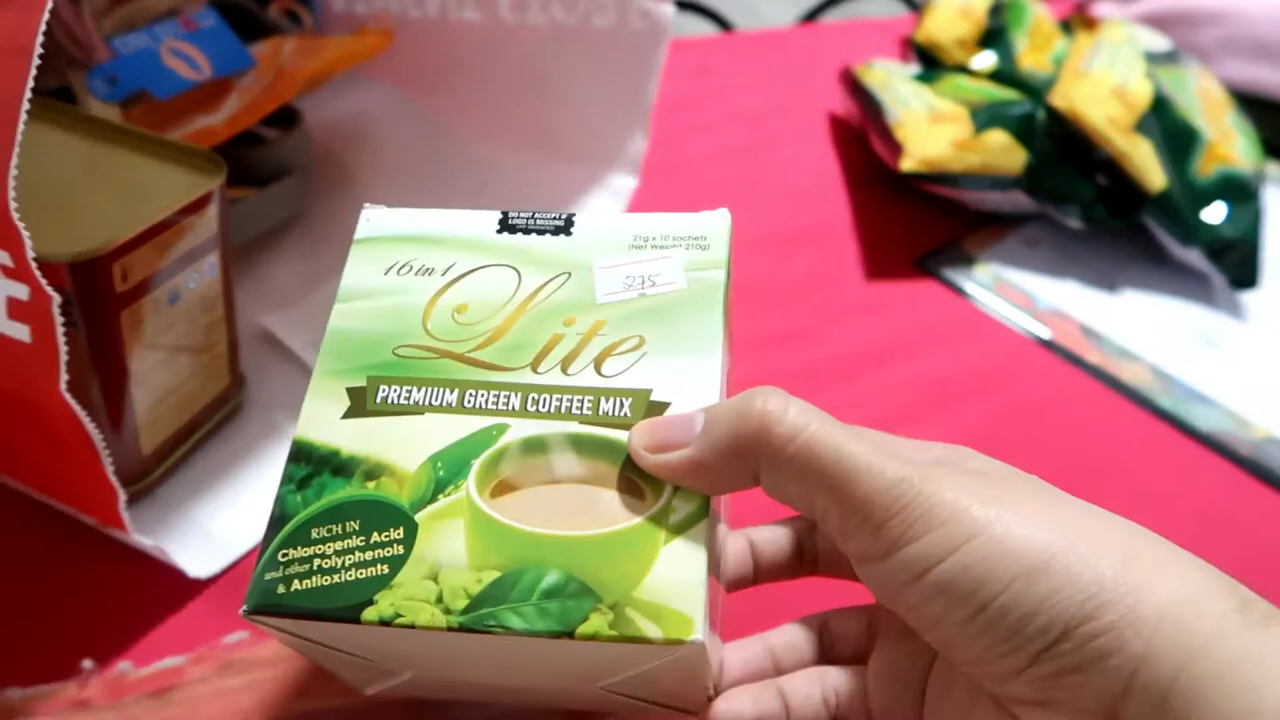 DO NOT ACCEPT IF
LOGO IS MISSING
21g x 10 sachets
(Net Weight 210g)
275
16 in 1
Lite
PREMIUM GREEN COFFEE MIX
RICH IN
Chlorogenic Acid
and other Polyphenols
& Antioxidants